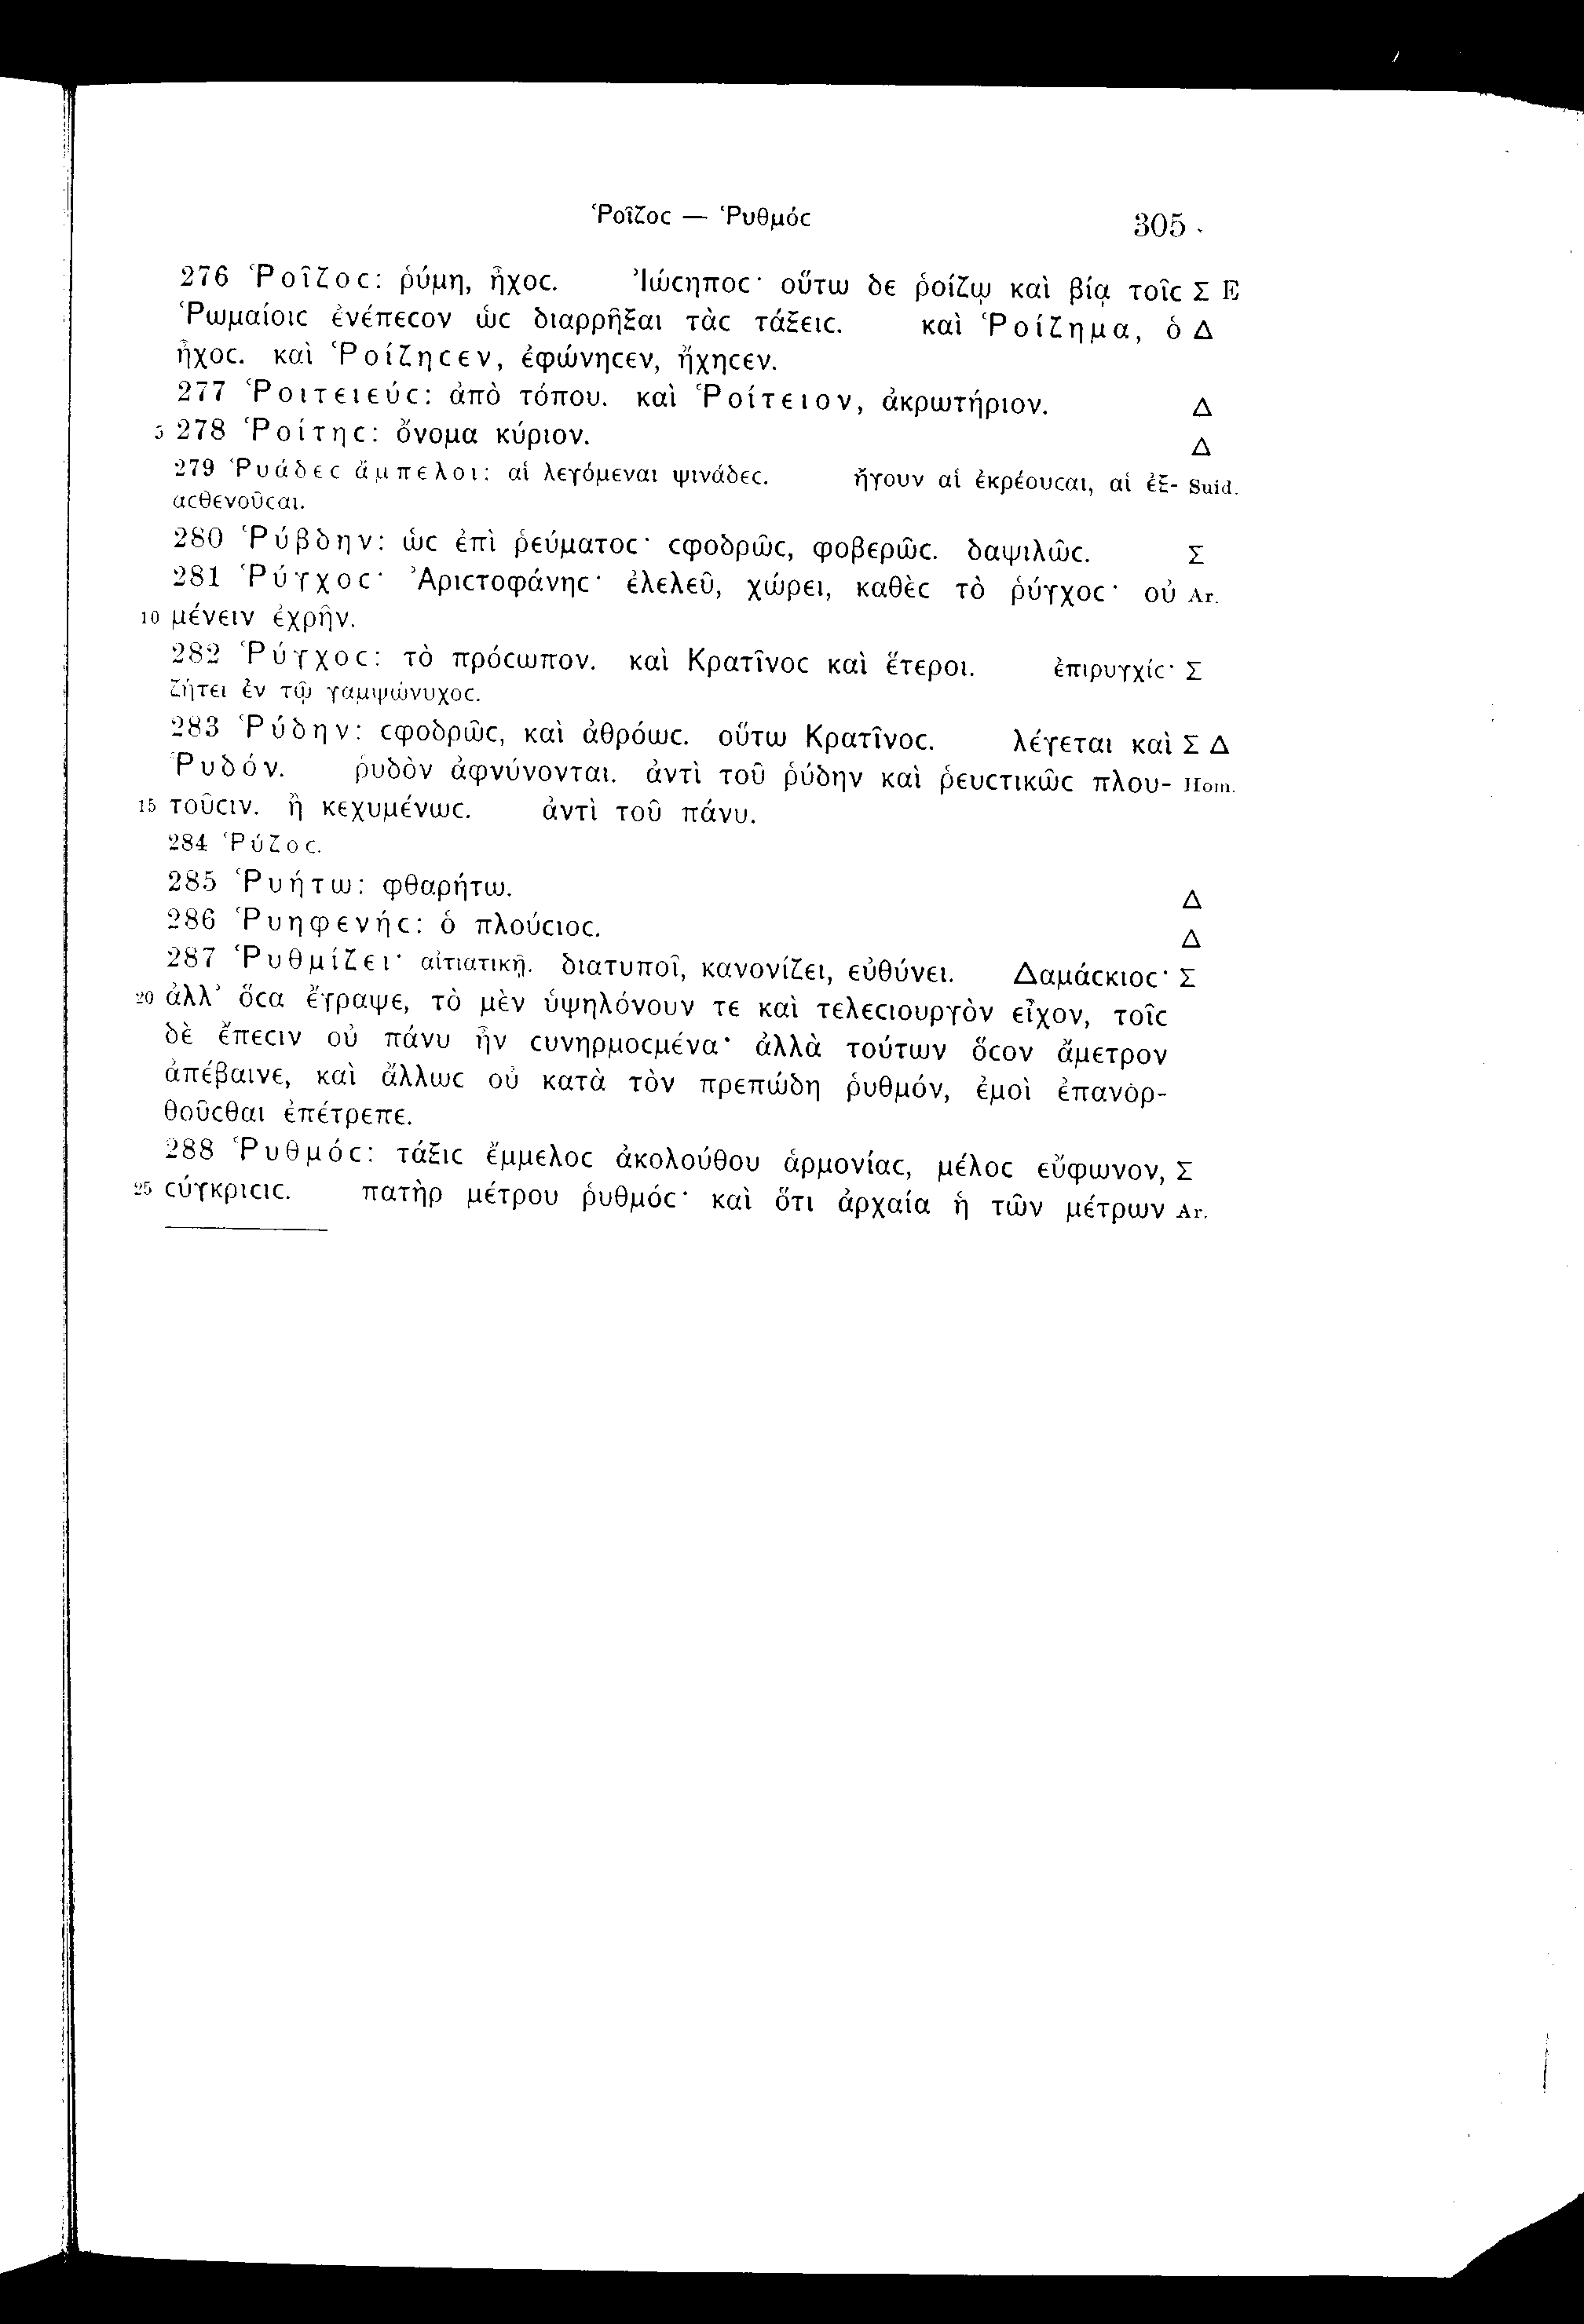 Ῥοῖζοϲ — Ῥυθμόϲ 305
276 Ῥοῖζοϲ: ῥύμη, ἦχοϲ. Ἰώϲηποϲ· οὕτω δε ῥοίζῳ καὶ βίᾳ τοῖϲ Σ E
Ῥωμαίοιϲ ἐνέπεϲον ὡϲ διαρρῆξαι τὰϲ τάξειϲ. καὶ Ῥοίζημα, ὁ Δ
ἦχοϲ. καὶ Ῥοίζηϲεν, ἐφώνηϲεν, ἤχηϲεν.
277 Ῥοιτειεύϲ: ἀπὸ τόπου. καὶ Ῥοίτειον, ἀκρωτήριον. Δ
5 278 Ῥοίτηϲ: ὄνομα κύριον. Δ
279 Ῥυάδεϲ ἄμπελοι: αἱ λεγόμεναι ψινάδεϲ. ἤγουν αἱ ἐκρέουϲαι, αἱ ἐξ- Suid.
αϲθενοῦϲαι.
280 Ῥύβδην: ὡϲ ἐπὶ ῥεύματοϲ· ϲφοδρῶϲ, φοβερῶϲ. δαψιλῶϲ. Σ
281 Ῥύγχοϲ· Ἀριϲτοφάνηϲ· ἐλελεῦ, χώρει, καθὲϲ τὸ ῥύγχοϲ· οὐ Ar.
10 μένειν ἐχρῆν.
282 Ῥύγχοϲ: τὸ πρόϲωπον. καὶ Κρατῖνοϲ καὶ ἕτεροι. ἐπιρυγχίϲ· Σ
ζήτει ἐν τῷ γαμψώνυχοϲ.
283 Ῥύδην: ϲφοδρῶϲ, καὶ ἀθρόωϲ. οὕτω Κρατῖνοϲ. λέγεται καὶ Σ Δ
Ῥυδόν. ῥυδὸν ἀφνύνονται. ἀντὶ τοῦ ῥύδην καὶ ῥευϲτικῶϲ πλου- Hom.
15 τοῦϲιν. ἢ κεχυμένωϲ. ἀντὶ τοῦ πάνυ.
284 Ῥύζοϲ.
285 Ῥυήτω: φθαρήτω. Δ
286 Ῥυηφενήϲ: ὁ πλούϲιοϲ. Δ
287 Ῥυθμίζει· αἰτιατικῇ. διατυποῖ, κανονίζει, εὐθύνει. Δαμάϲκιοϲ· Σ
20 ἀλλ’ ὅϲα ἔγραψε, τὸ μὲν ὑψηλόνουν τε καὶ τελεϲιουργὸν εἶχον, τοῖϲ
δὲ ἔπεϲιν οὐ πάνυ ἦν ϲυνηρμοϲμένα· ἀλλὰ τούτων ὅϲον ἄμετρον
ἀπέβαινε, καὶ ἄλλωϲ οὐ κατὰ τὸν πρεπώδη ῥυθμόν, ἐμοὶ ἐπανορ-
θοῦϲθαι ἐπέτρεπε.
288 Ῥυθμόϲ: τάξιϲ ἔμμελοϲ ἀκολούθου ἁρμονίαϲ, μέλοϲ εὔφωνον, Σ
25 ϲύγκριϲιϲ. πατὴρ μέτρου ῥυθμόϲ· καὶ ὅτι ἀρχαία ἡ τῶν μέτρων Ar.